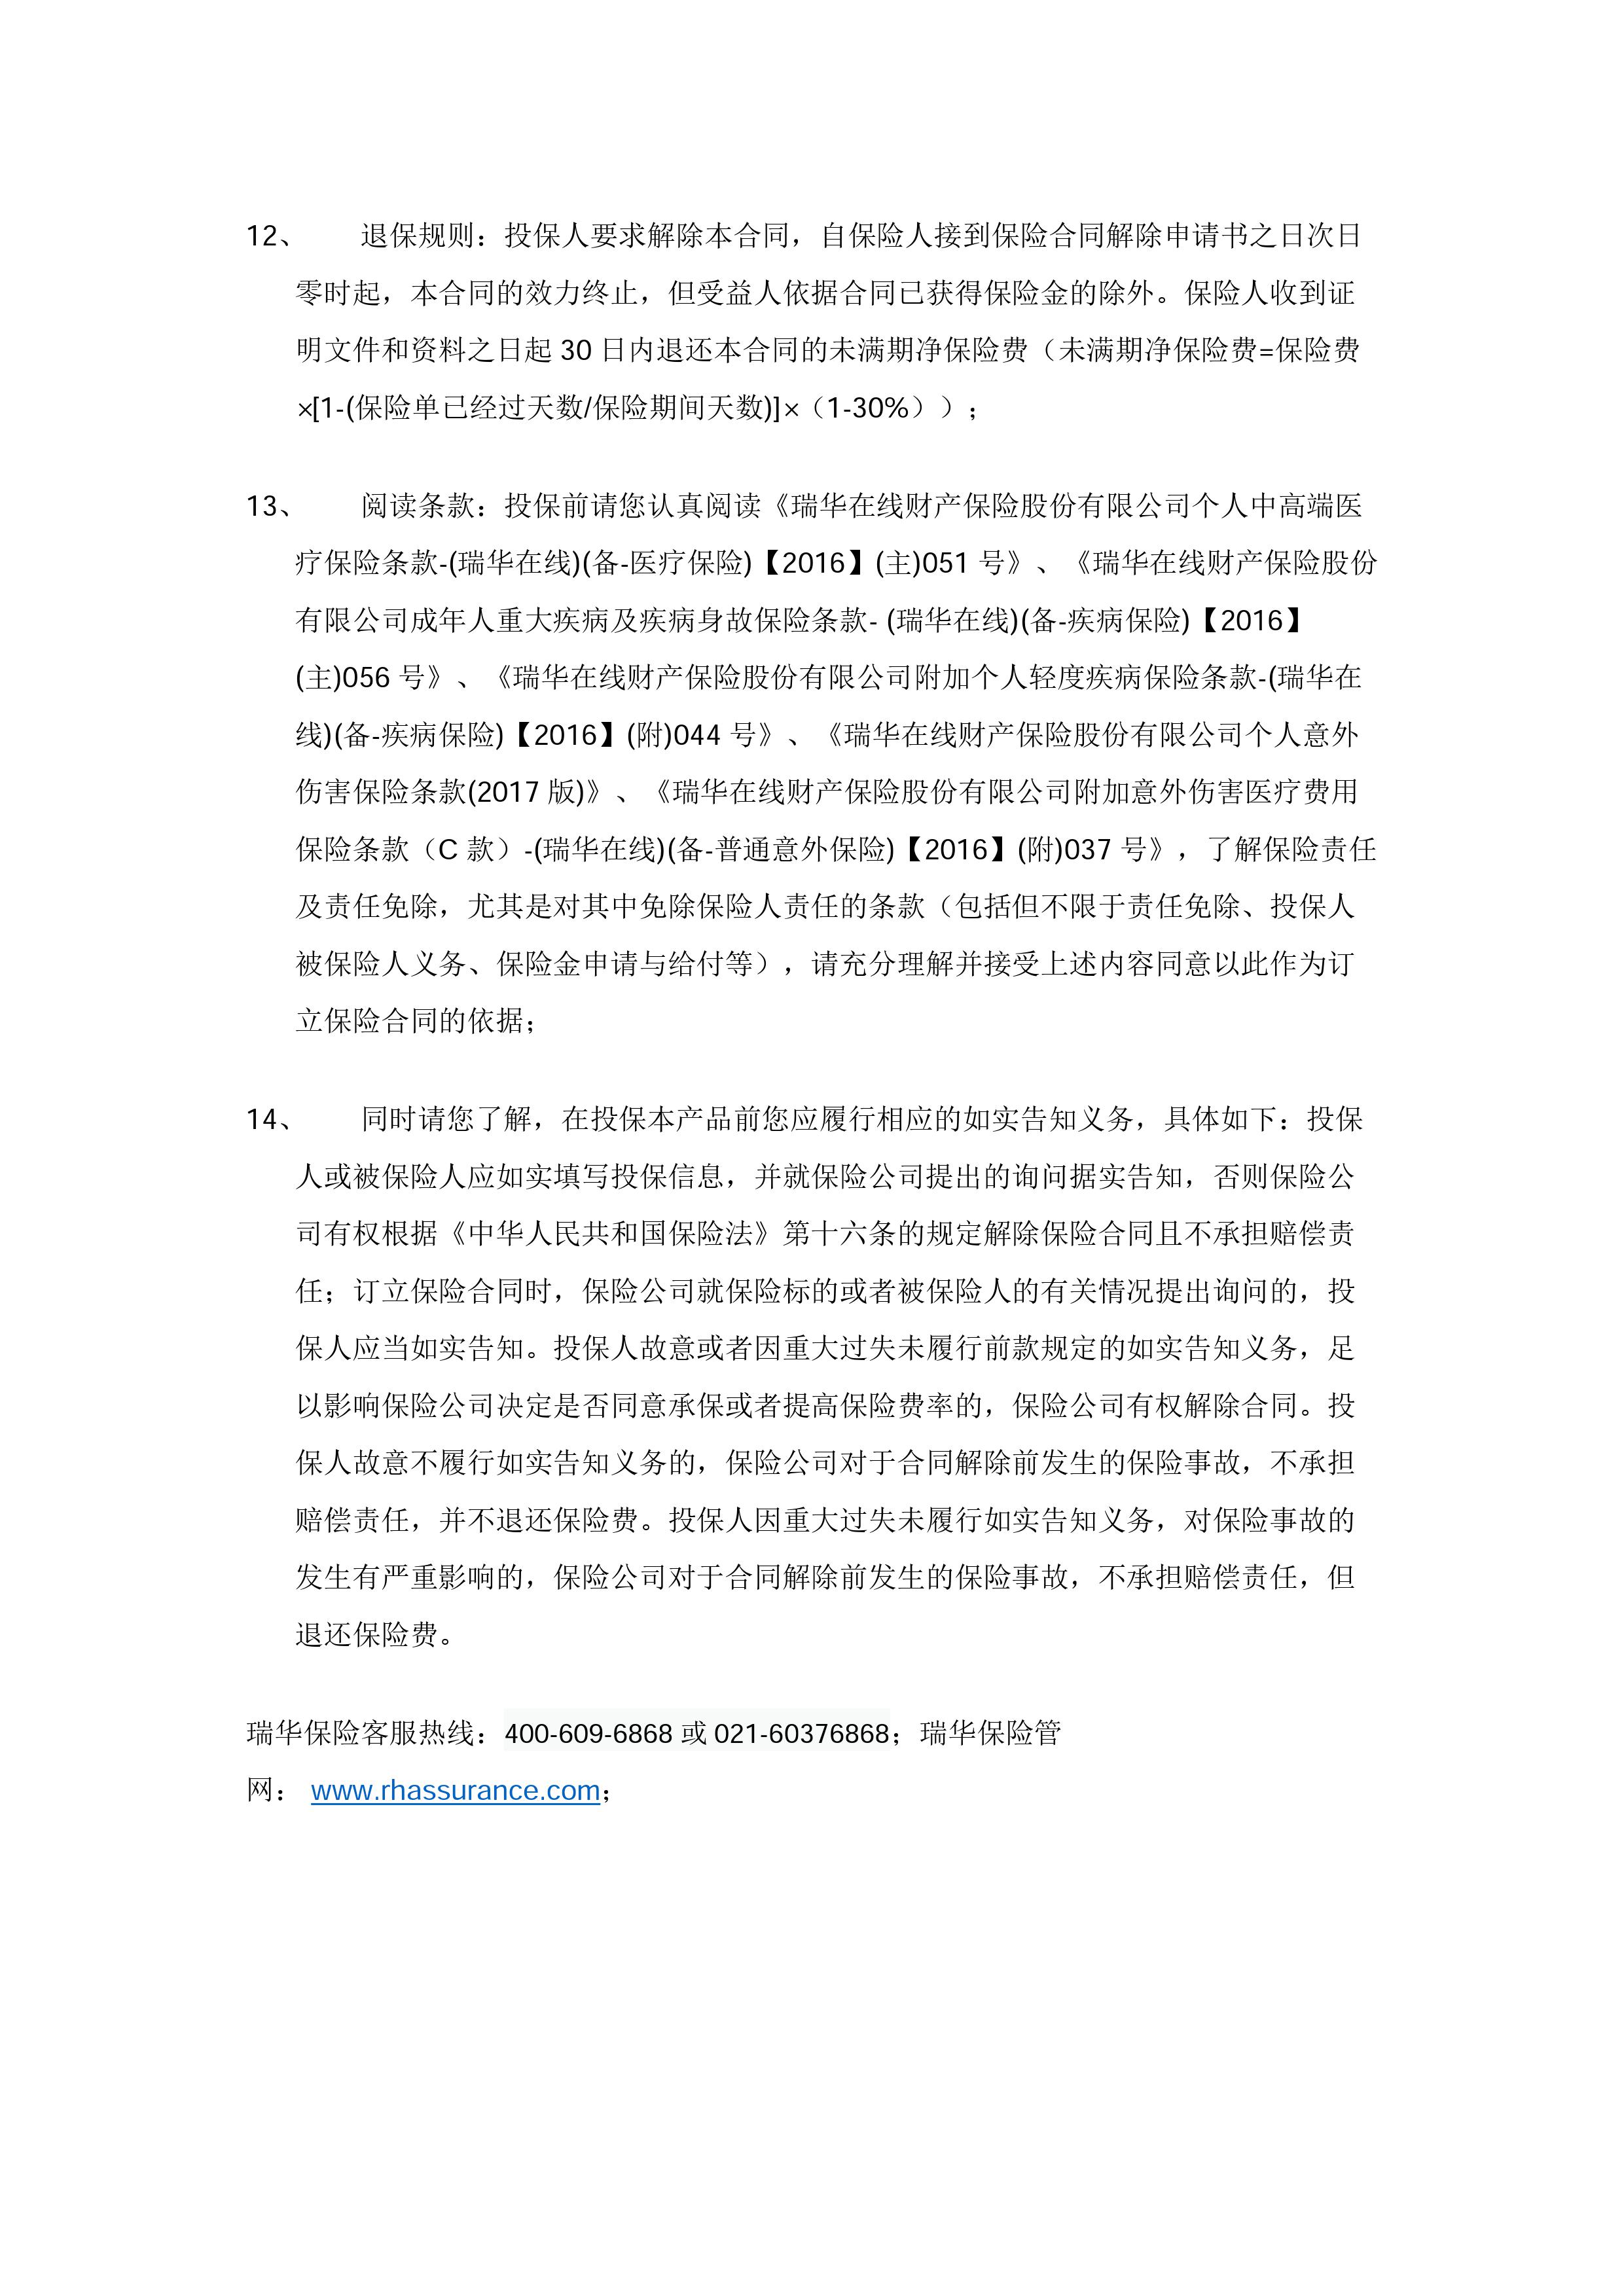 12、 退保规则：投保人要求解除本合同，自保险人接到保险合同解除申请书之日次日
零时起，本合同的效力终止，但受益人依据合同已获得保险金的除外。保险人收到证
明文件和资料之日起 30 日内退还本合同的未满期净保险费（未满期净保险费=保险费
×[1-(保险单已经过天数/保险期间天数)]×（1-30%））；
13、 阅读条款：投保前请您认真阅读《瑞华在线财产保险股份有限公司个人中高端医
疗保险条款-(瑞华在线)(备-医疗保险)【2016】(主)051 号》、《瑞华在线财产保险股份
有限公司成年人重大疾病及疾病身故保险条款- (瑞华在线)(备-疾病保险)【2016】
(主)056 号》、《瑞华在线财产保险股份有限公司附加个人轻度疾病保险条款-(瑞华在
线)(备-疾病保险)【2016】(附)044 号》、《瑞华在线财产保险股份有限公司个人意外
伤害保险条款(2017 版)》、《瑞华在线财产保险股份有限公司附加意外伤害医疗费用
保险条款（C 款）-(瑞华在线)(备-普通意外保险)【2016】(附)037 号》，了解保险责任
及责任免除，尤其是对其中免除保险人责任的条款（包括但不限于责任免除、投保人
被保险人义务、保险金申请与给付等），请充分理解并接受上述内容同意以此作为订
立保险合同的依据；
14、 同时请您了解，在投保本产品前您应履行相应的如实告知义务，具体如下：投保
人或被保险人应如实填写投保信息，并就保险公司提出的询问据实告知，否则保险公
司有权根据《中华人民共和国保险法》第十六条的规定解除保险合同且不承担赔偿责
任；订立保险合同时，保险公司就保险标的或者被保险人的有关情况提出询问的，投
保人应当如实告知。投保人故意或者因重大过失未履行前款规定的如实告知义务，足
以影响保险公司决定是否同意承保或者提高保险费率的，保险公司有权解除合同。投
保人故意不履行如实告知义务的，保险公司对于合同解除前发生的保险事故，不承担
赔偿责任，并不退还保险费。投保人因重大过失未履行如实告知义务，对保险事故的
发生有严重影响的，保险公司对于合同解除前发生的保险事故，不承担赔偿责任，但
退还保险费。
瑞华保险客服热线：400-609-6868 或 021-60376868；瑞华保险管
网： www.rhassurance.com；